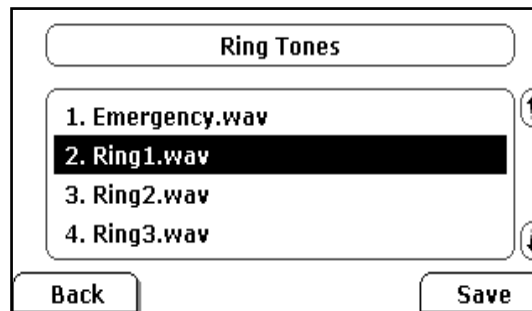 Ring Tones
1. Emergency.wav
2. Ring1.wav
3. Ring2.wav
4. Ring3.wav
Back
Save